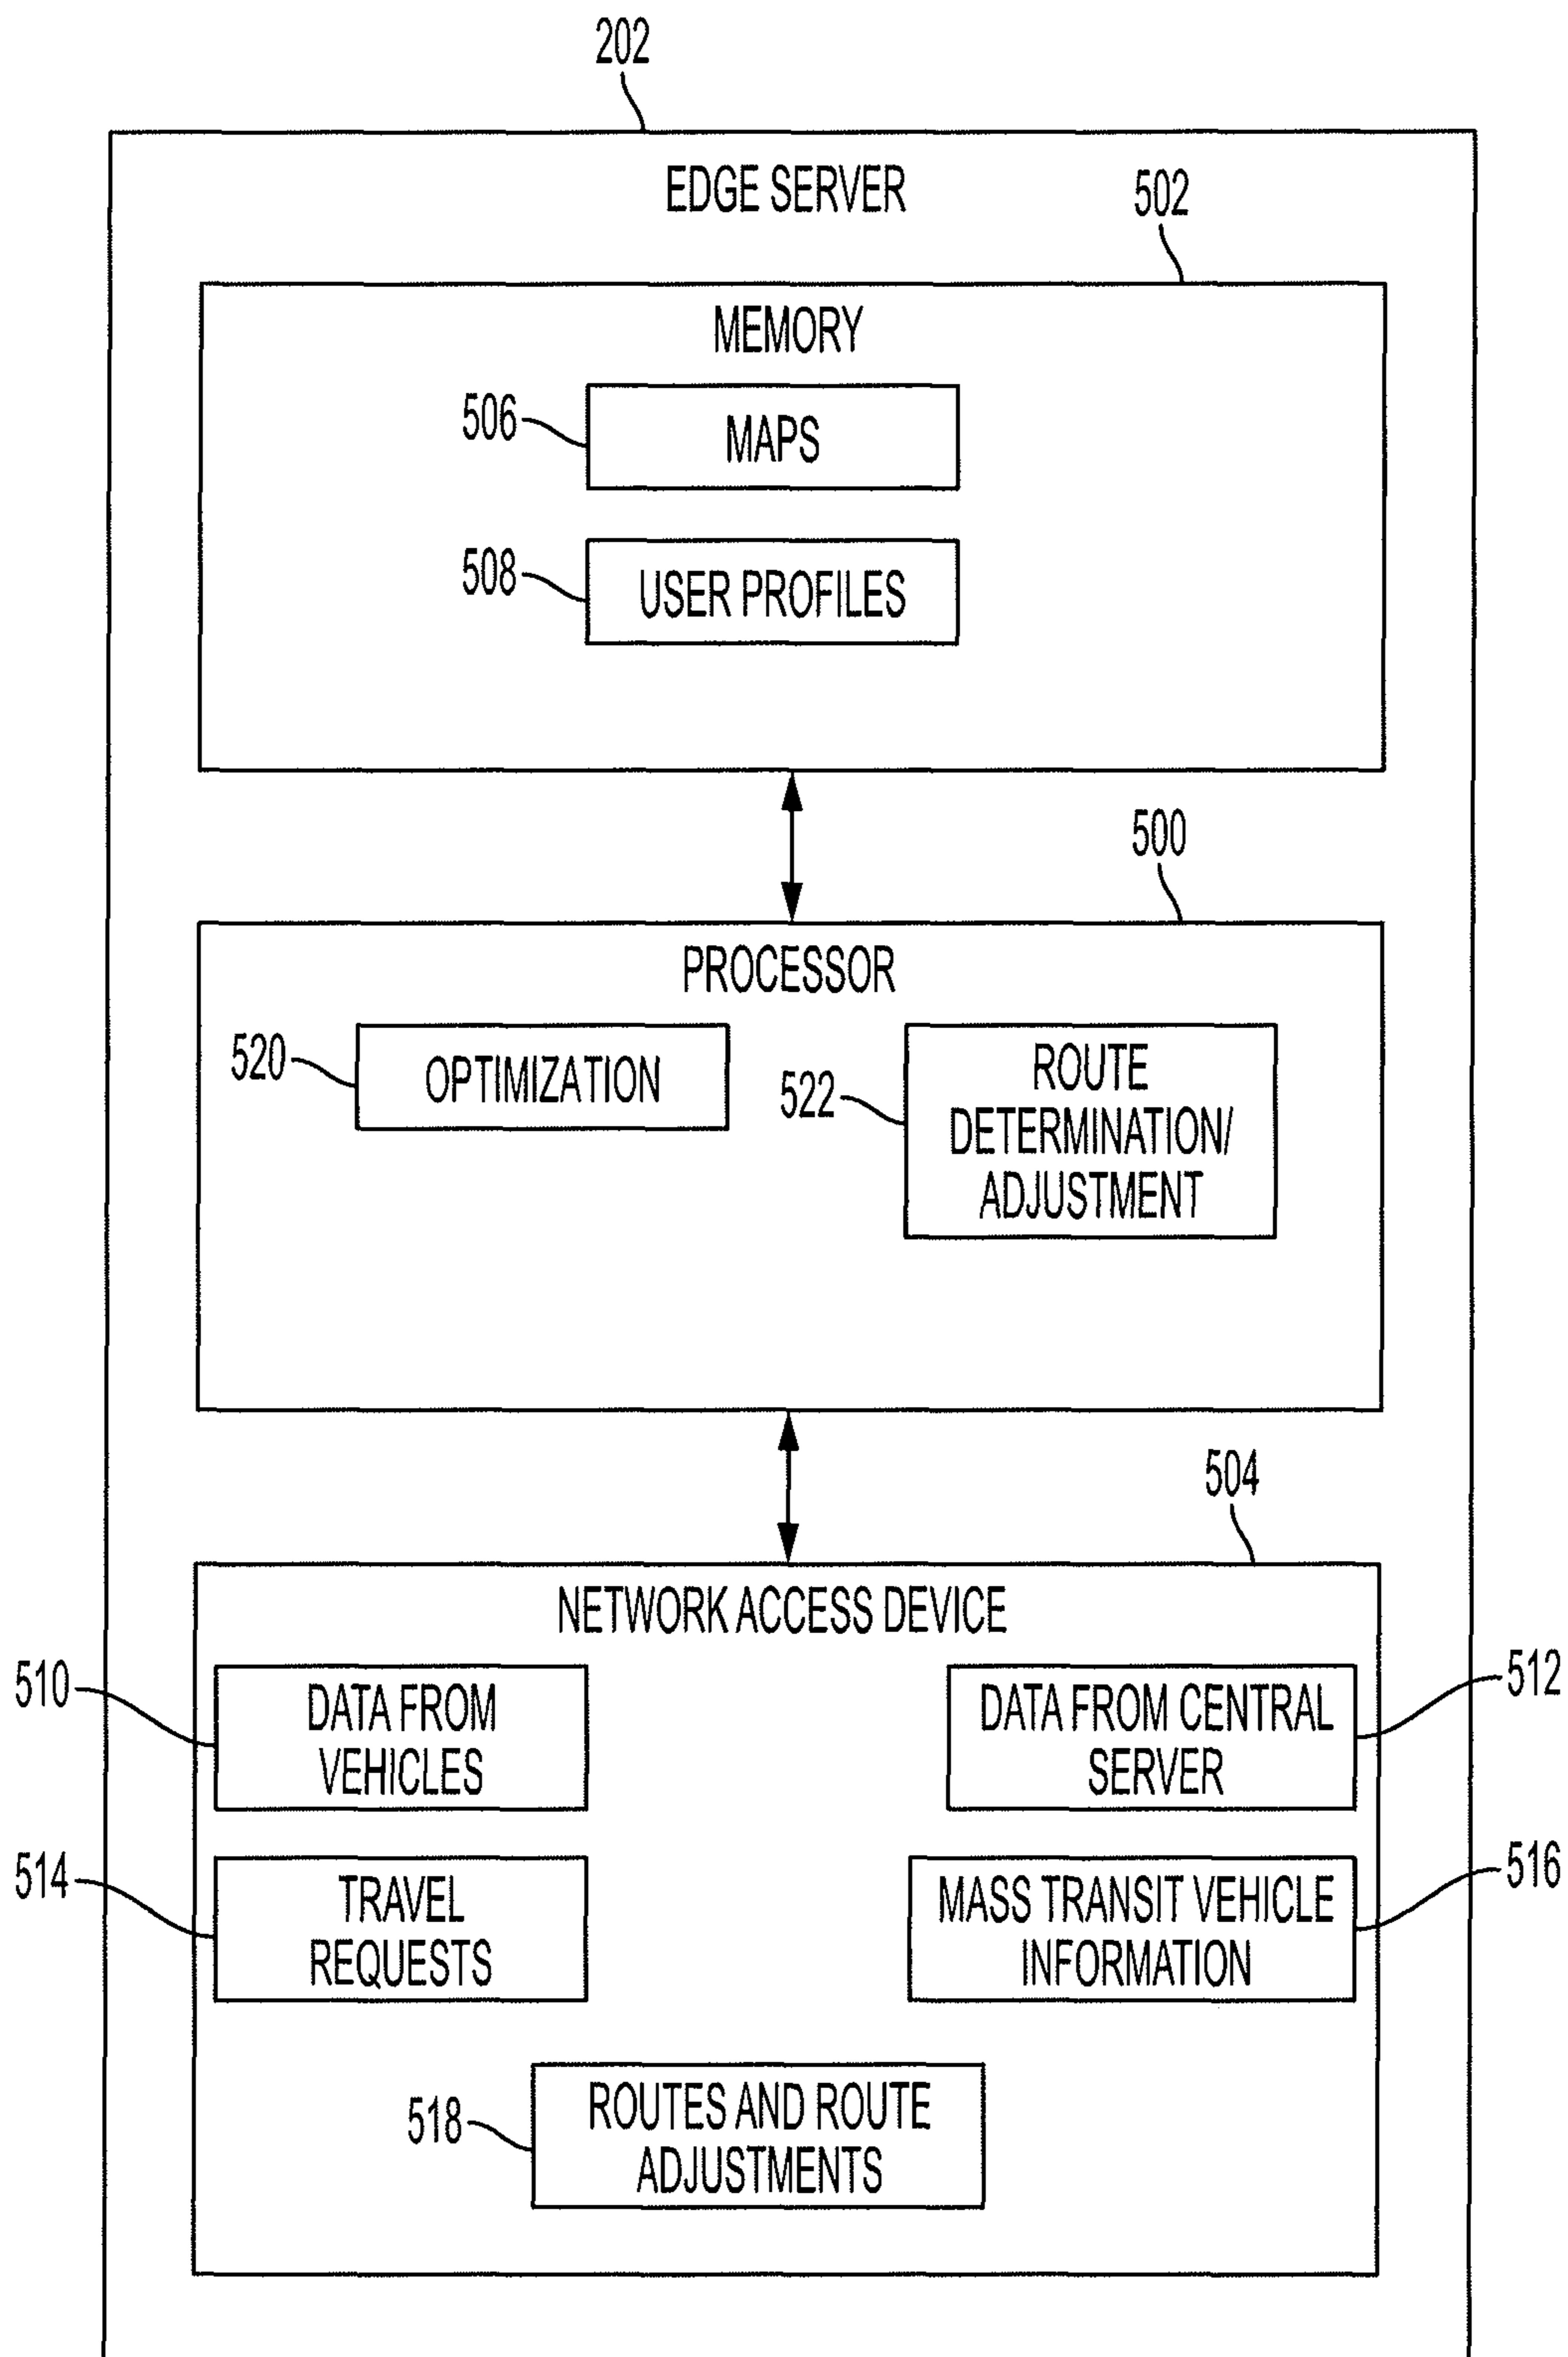 202
EDGE SERVER
502
MEMORY
506
MAPS
508
USER PROFILES
500
PROCESSOR
520
OPTIMIZATION
522
ROUTE
DETERMINATION/
ADJUSTMENT
504
NETWORK ACCESS DEVICE
510
DATA FROM
VEHICLES
DATA FROM CENTRAL
SERVER
512
514
TRAVEL
REQUESTS
MASS TRANSIT VEHICLE
INFORMATION
516
518
ROUTES AND ROUTE
ADJUSTMENTS